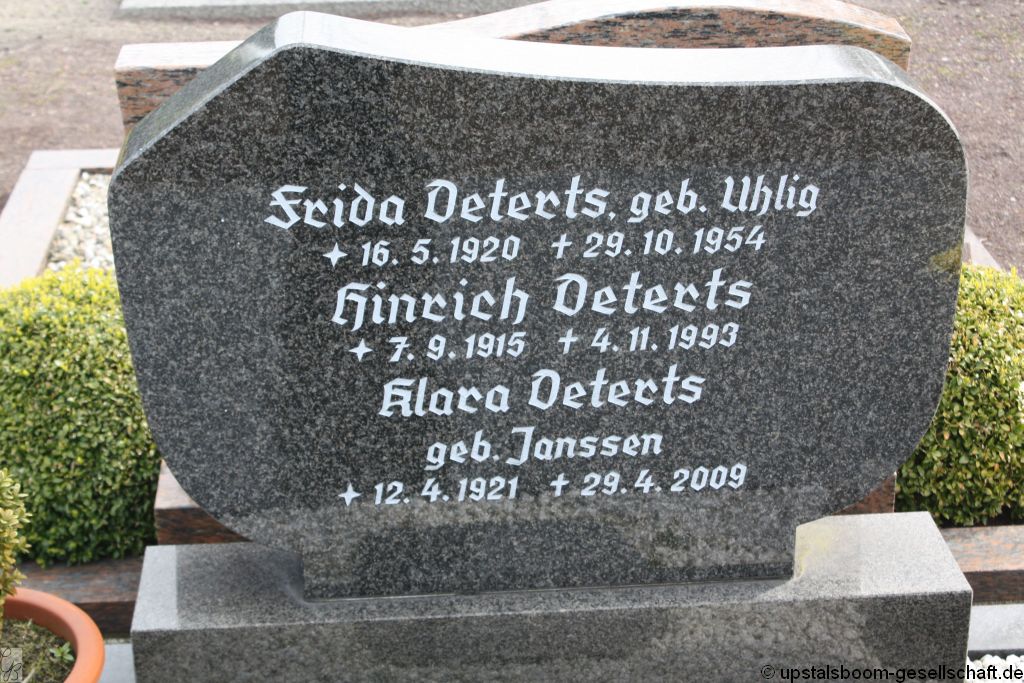 Frida Deterts, geb. Uhlig
✦ 16. 5. 1920 ✝ 29. 10. 1954
Hinrich Deterts
✦ 7. 9. 1915 ✝ 4. 11. 1993
Klara Deterts
geb. Janssen
✦ 12. 4. 1921 ✝ 29. 4. 2009
© upstalsboom-gesellschaft.de